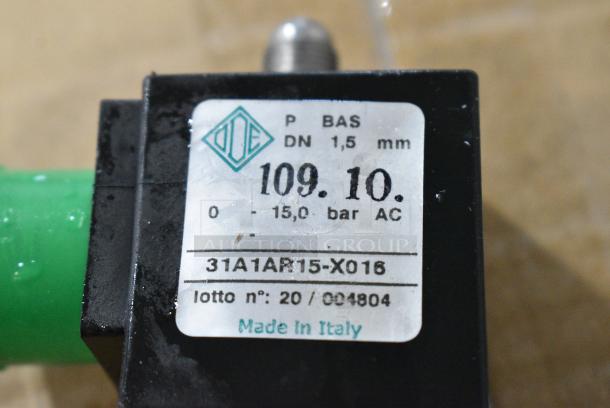 ODE
P BAS
DN 1,5 mm
109. 10.
0 - 15,0 bar AC
-
AUCTION GROUP
31A1AR15-X016
lotto n°: 20 / 004804
Made in Italy